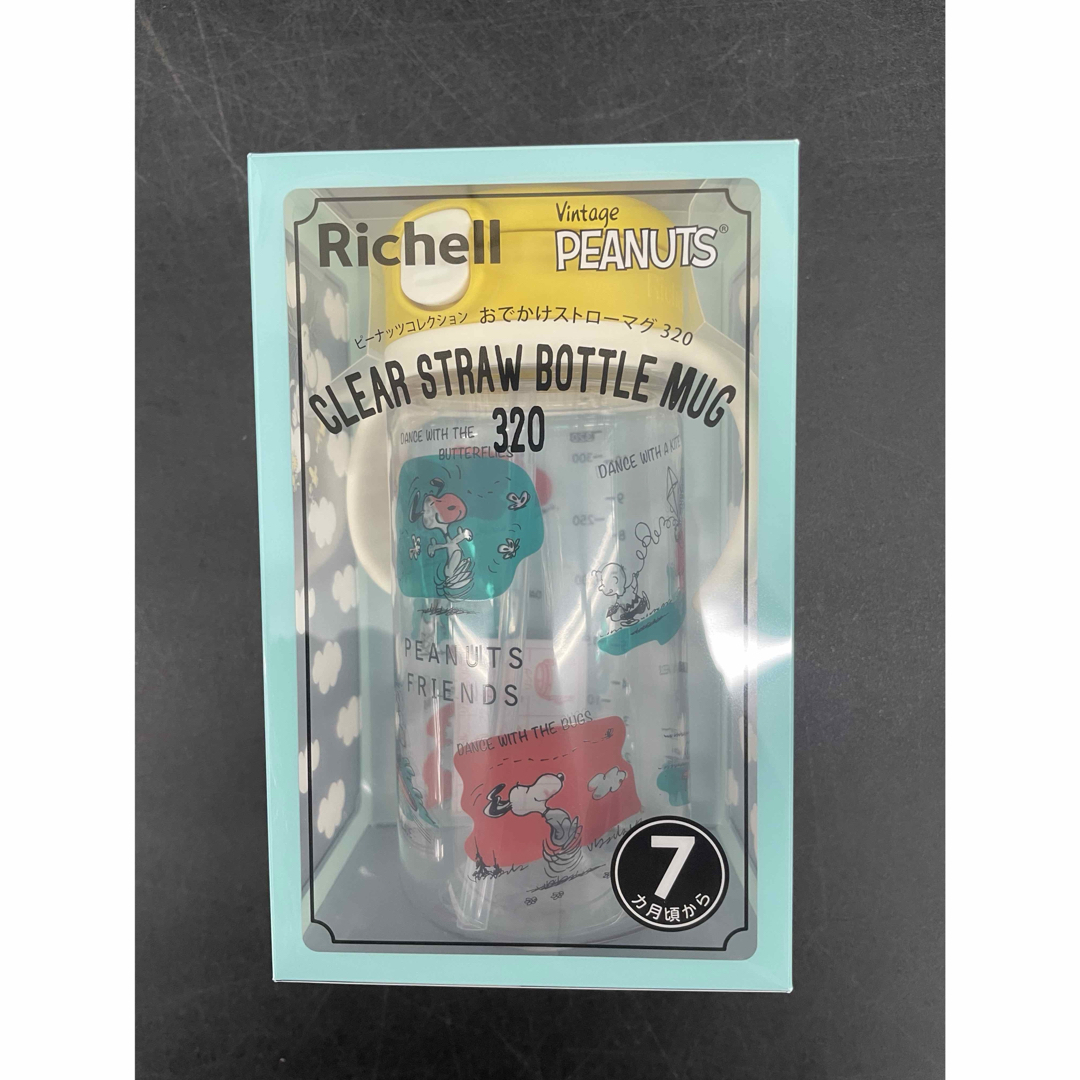 Richell
Vintage
PEANUTS®
ピーナッツコレクション おでかけストローマグ 320
CLEAR STRAW BOTTLE MUG
320
DANCE WITH THE
BUTTERFLIES
DANCE WITH A KITE
300
250
PEANUTS
FRIENDS
DANCE WITH THE BUGS
7
カ月頃から